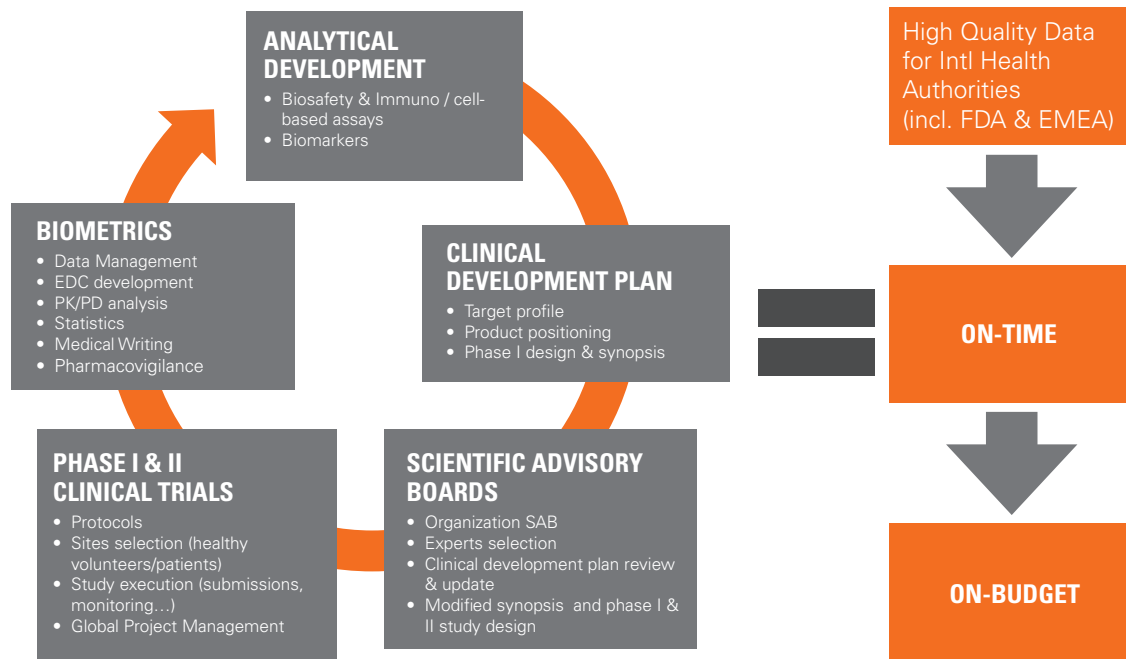 ANALYTICAL
DEVELOPMENT
• Biosafety & Immuno / cell-
based assays
• Biomarkers
CLINICAL
DEVELOPMENT PLAN
• Target profile
• Product positioning
• Phase I design & synopsis
SCIENTIFIC ADVISORY
BOARDS
• Organization SAB
• Experts selection
• Clinical development plan review
& update
• Modified synopsis and phase I &
II study design
PHASE I & II
CLINICAL TRIALS
• Protocols
• Sites selection (healthy
volunteers/patients)
• Study execution (submissions,
monitoring…)
• Global Project Management
BIOMETRICS
• Data Management
• EDC development
• PK/PD analysis
• Statistics
• Medical Writing
• Pharmacovigilance
High Quality Data
for Intl Health
Authorities
(incl. FDA & EMEA)
ON-TIME
ON-BUDGET